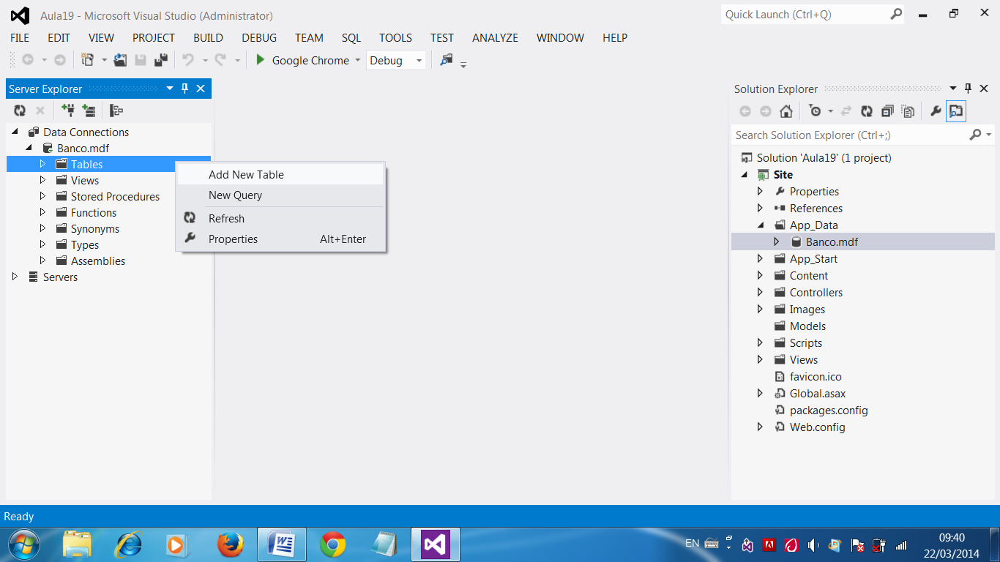 Aula19 - Microsoft Visual Studio (Administrator)
Quick Launch (Ctrl+Q)
FILE EDIT VIEW PROJECT BUILD DEBUG TEAM SQL TOOLS TEST ANALYZE WINDOW HELP
Google Chrome Debug
Server Explorer
Data Connections
Banco.mdf
Tables
Views
Stored Procedures
Functions
Synonyms
Types
Assemblies
Servers
Add New Table
New Query
Refresh
Properties Alt+Enter
Solution Explorer
Search Solution Explorer (Ctrl+;)
Solution 'Aula19' (1 project)
Site
Properties
References
App_Data
Banco.mdf
App_Start
Content
Controllers
Images
Models
Scripts
Views
favicon.ico
Global.asax
packages.config
Web.config
Ready
EN
09:40
22/03/2014